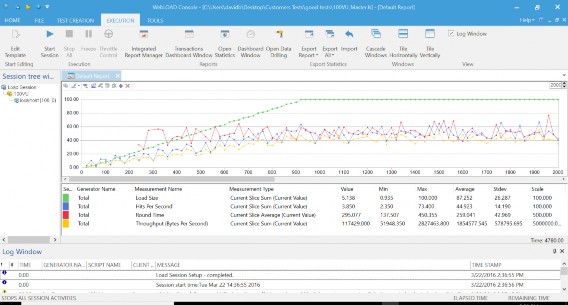 WebLOAD Console - [C:\Users\davidb\Desktop\Customers Tests\good tests\100VU Master.ls] - [Default Report]
FILE HOME TEST CREATION EXECUTION TOOLS
Help
Edit Template Start Session Stop All Freeze All Throttle Control Integrated Report Manager Transactions Dashboard Window Open Statistics Dashboard Window Open Data Drilling Export Report Export All Import Cascade Windows Tile Horizontally Tile Vertically Log Window
Start Editing Execution Reports Export Statistics Windows View
Session tree wi...
Default Report
Load Session
100VU
2000
100.00
80.00
60.00
40.00
20.00
0.00
0 100 200 300 400 500 600 700 800 900 1000 1100 1200 1300 1400 1500 1600 1700 1800 1900 2000
Se... Generator Name Measurement Name Measurement Type Value Min Max Average Stdev Scale
Total Load Size Current Slice Sum (Current Value) 5.138 0.935 100.000 87.252 26.287 100.000
Total Hits Per Second Current Slice Sum (Current Value) 3.850 2.350 73.400 44.923 14.190 100.000
Total Round Time Current Slice Average (Current Value) 295.077 137.507 450.355 259.041 42.969 500.000
Total Throughput (Bytes Per Second) Current Slice Sum (Current Value) 117429.000 51948.350 2827463.800 1854577.545 578795.695 5000000.0...
Time: 4780.00
Log Window
TIME GENERATOR NA... SCRIPT NAME CLIENT ... MESSAGE TIME STAMP
0.00 Load Session Setup - completed. 3/22/2016 2:36:55 PM
0.00 Session start time:Tue Mar 22 14:36:55 2016 3/22/2016 2:36:55 PM
STOPS ALL SESSION ACTIVITIES ELAPSED TIME REMAINING TIME